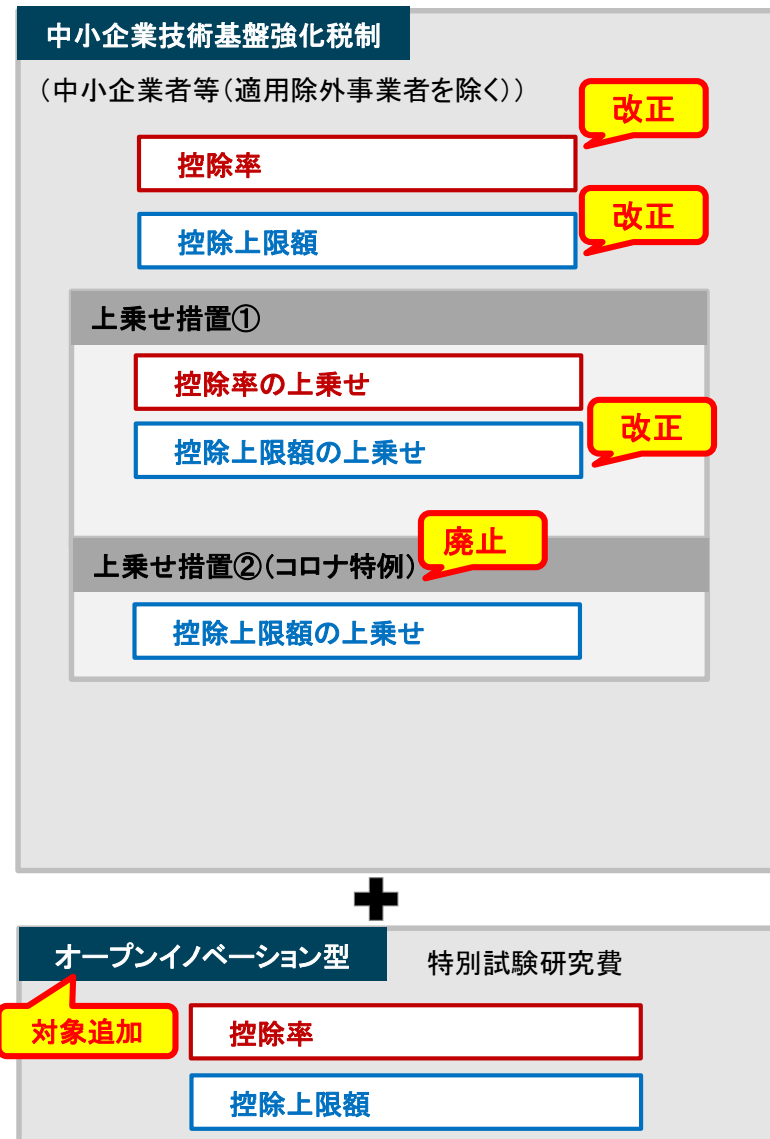 中小企業技術基盤強化税制
(中小企業者等(適用除外事業者を除く))
改正
控除率
改正
控除上限額
上乗せ措置①
控除率の上乗せ
改正
控除上限額の上乗せ
廃止
上乗せ措置②(コロナ特例)
控除上限額の上乗せ
オープンイノベーション型
特別試験研究費
対象追加
控除率
控除上限額